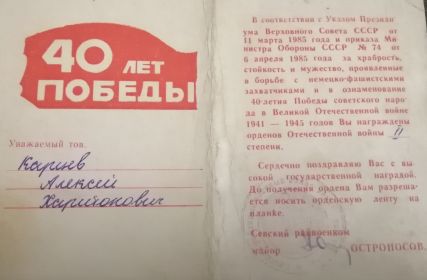 40 ЛЕТ
ПОБЕДЫ
Уважаемый тов.
Алексей
Харитонович
В соответствии с Указом Президи
ума Верховного Совета СССР от
11 марта 1985 года и приказа Ми
нистра Обороны СССР № 74 от
6 апреля 1985 года за храбрость,
стойкость и мужество, проявленные
в борьбе с немецко-фашистскими
захватчиками и в ознаменование
40-летия Победы советского наро
да в Великой Отечественной войне
1941 — 1945 годов Вы награждены
орденом Отечественной войны II
степени.
Сердечно поздравляю Вас с вы
сокой государственной наградой.
До получения ордена Вам разреша
ется носить орденскую ленту на
планке.
Севский райвоенком
майор ОСТРОНОСОВ